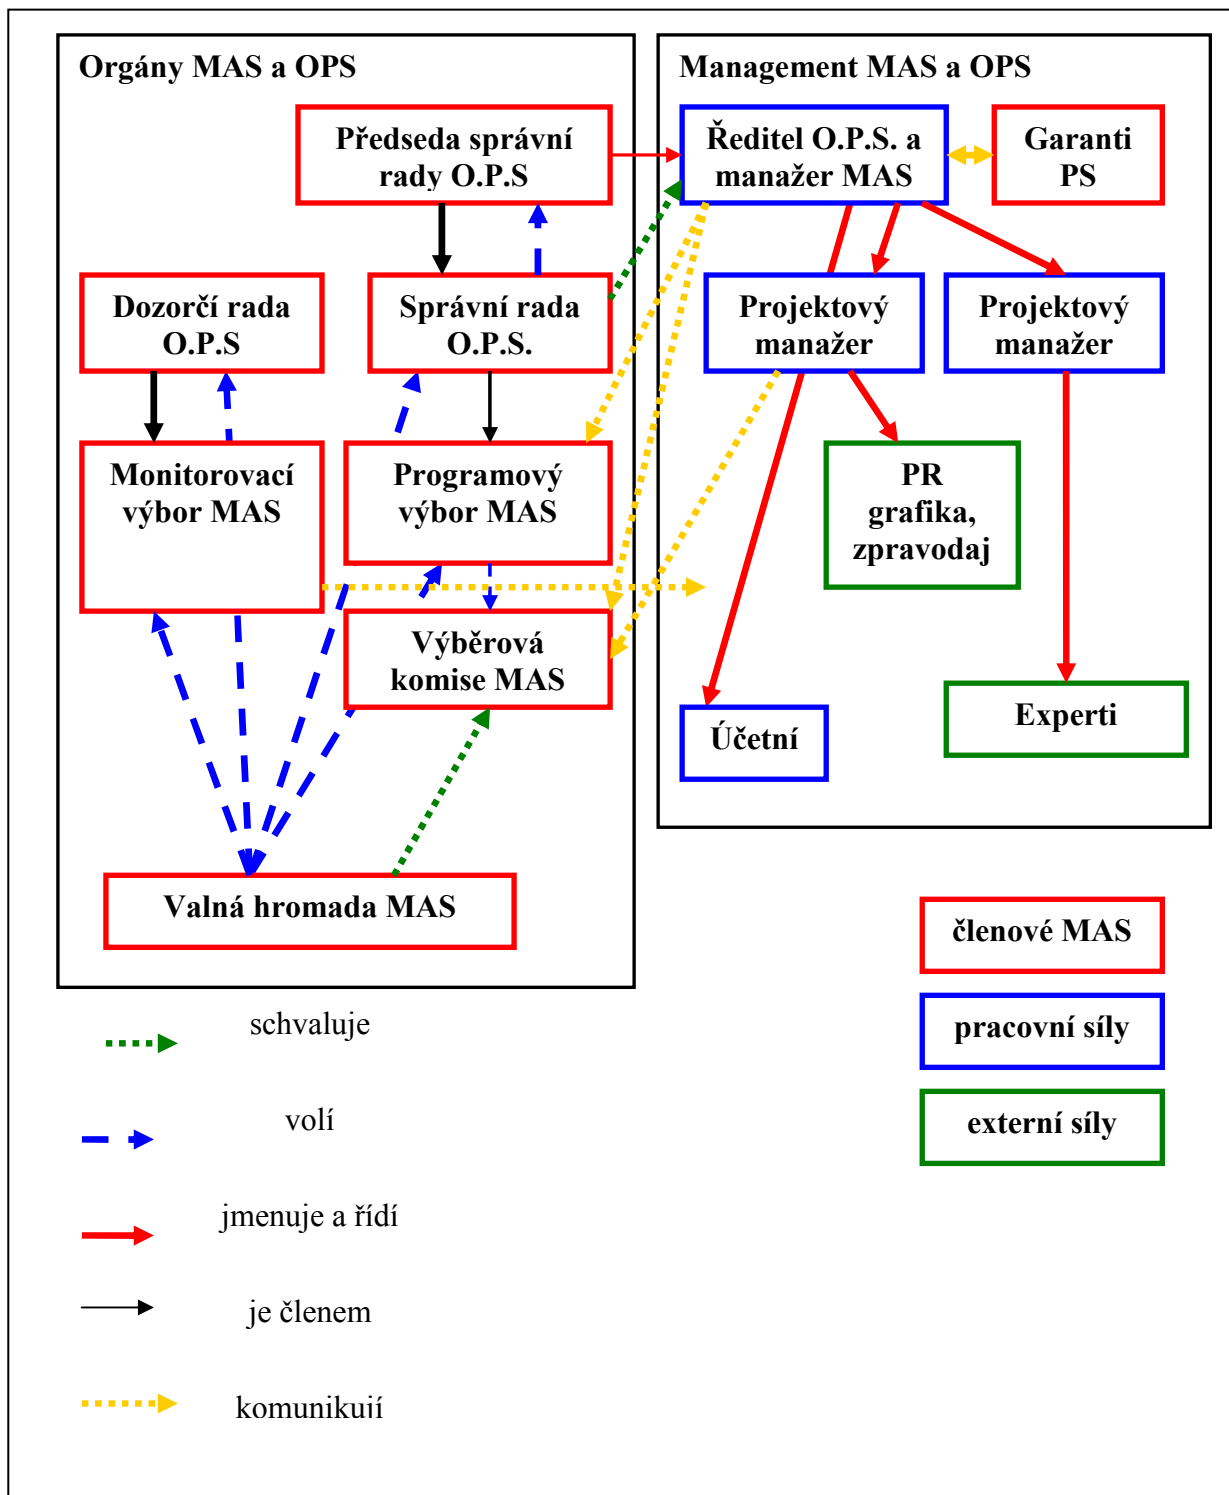 Orgány MAS a OPS
Předseda správní
rady O.P.S
Dozorčí rada
O.P.S
Správní rada
O.P.S.
Monitorovací
výbor MAS
Programový
výbor MAS
Výběrová
komise MAS
Valná hromada MAS
Management MAS a OPS
Ředitel O.P.S. a
manažer MAS
Garanti
PS
Projektový
manažer
Projektový
manažer
PR
grafika,
zpravodaj
Účetní
Experti
schvaluje
volí
jmenuje a řídí
je členem
komunikují
členové MAS
pracovní síly
externí síly